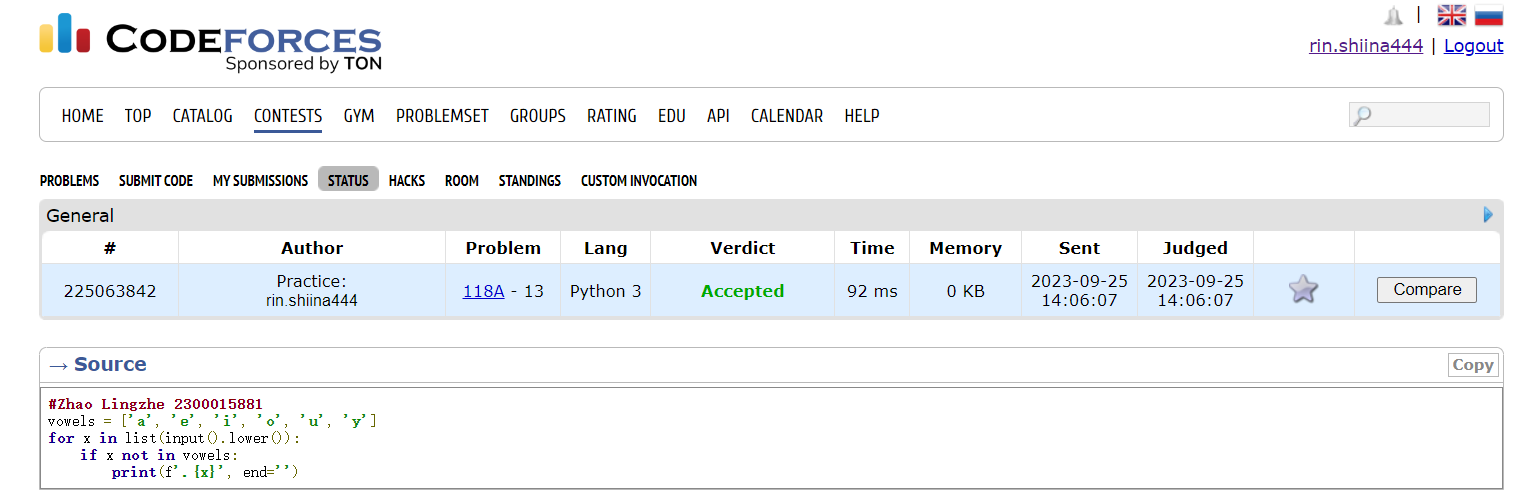 CODEFORCES
Sponsored by TON
|
rin.shiina444 | Logout
HOME TOP CATALOG CONTESTS GYM PROBLEMSET GROUPS RATING EDU API CALENDAR HELP
PROBLEMS SUBMIT CODE MY SUBMISSIONS STATUS HACKS ROOM STANDINGS CUSTOM INVOCATION
General
# Author Problem Lang Verdict Time Memory Sent Judged
225063842 Practice: rin.shiina444 118A - 13 Python 3 Accepted 92 ms 0 KB 2023-09-25 14:06:07 2023-09-25 14:06:07 Compare
→ Source Copy
#Zhao Lingzhe 2300015881
vowels = ['a', 'e', 'i', 'o', 'u', 'y']
for x in list(input().lower()):
    if x not in vowels:
        print(f'.{x}', end='')